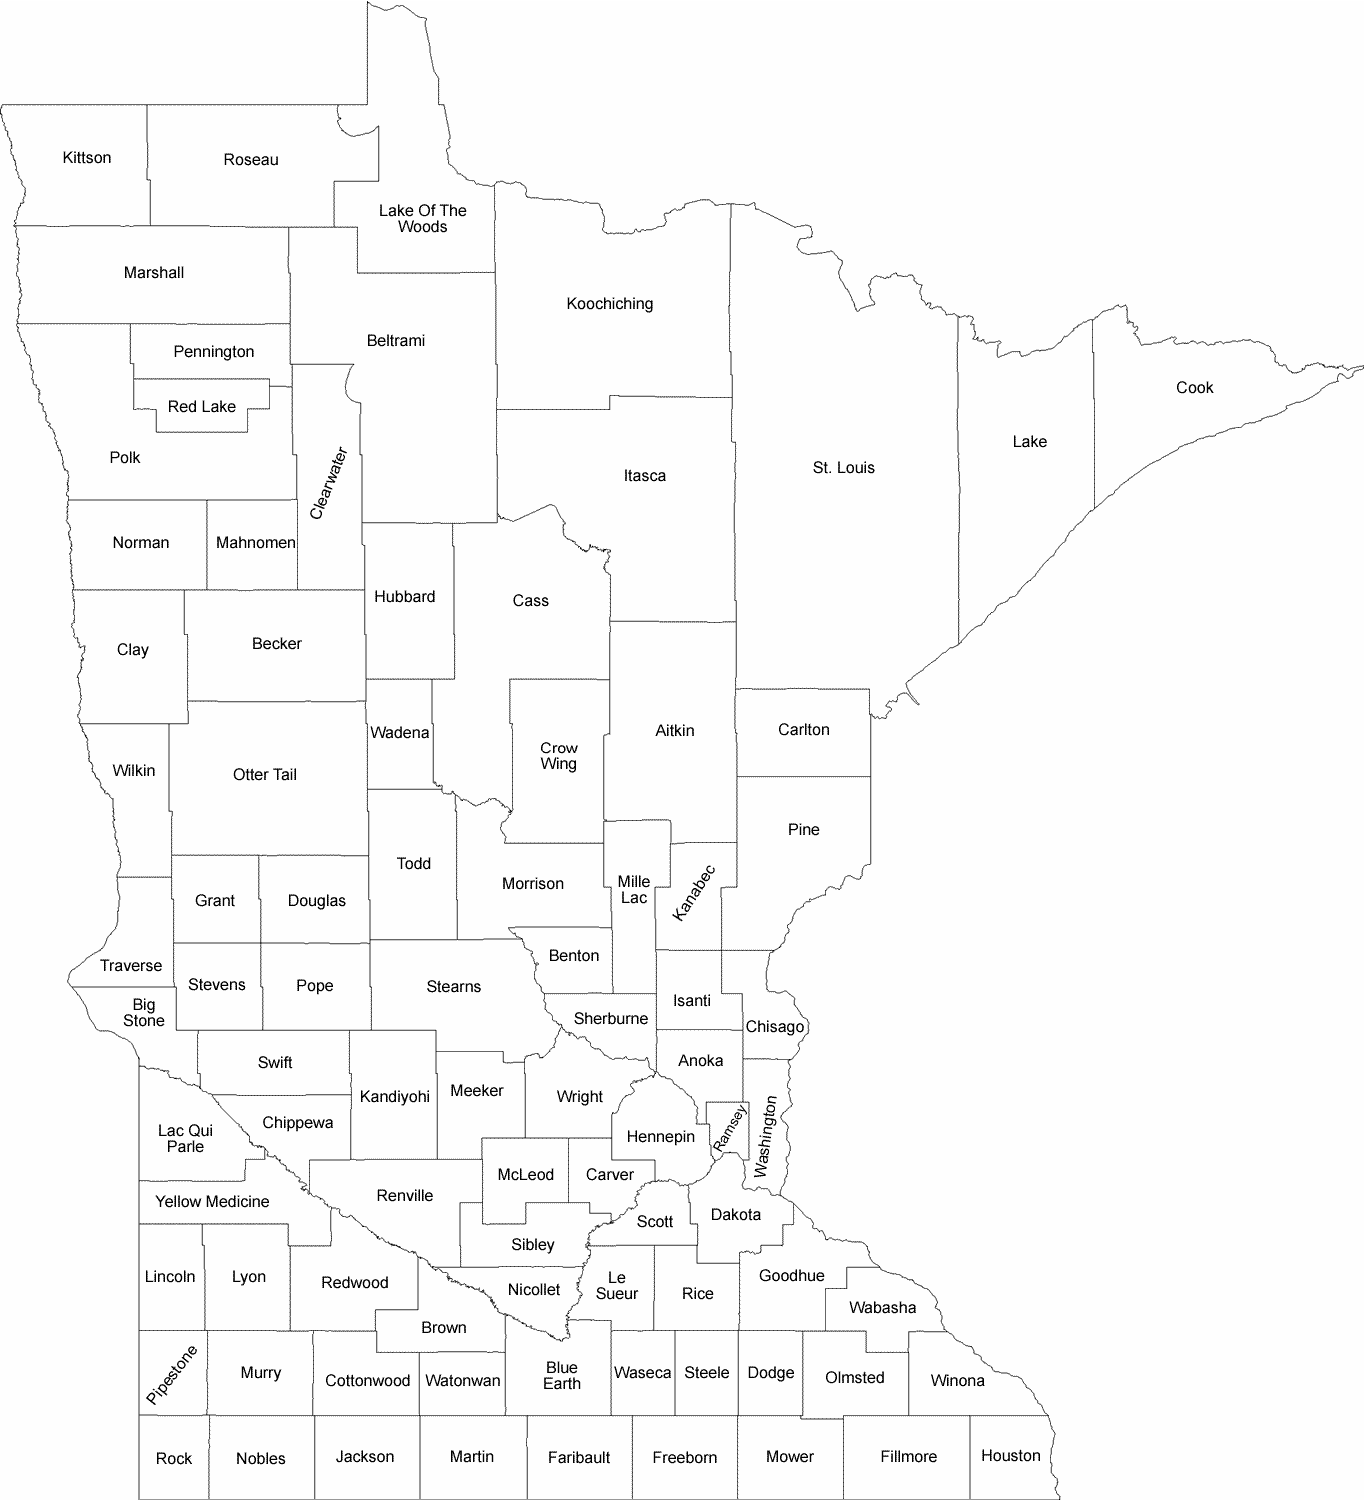 Kittson
Roseau
Lake Of The
Woods
Marshall
Koochiching
Beltrami
Pennington
Cook
Red Lake
Lake
Polk
St. Louis
Itasca
Clearwater
Norman
Mahnomen
Hubbard
Cass
Becker
Clay
Wadena
Aitkin
Carlton
Crow
Wing
Wilkin
Otter Tail
Pine
Todd
Morrison
Mille
Lac
Kanabec
Grant
Douglas
Benton
Traverse
Stevens
Pope
Stearns
Isanti
Big
Stone
Sherburne
Chisago
Swift
Anoka
Kandiyohi
Meeker
Wright
Chippewa
Ramsey
Washington
Lac Qui
Parle
Hennepin
McLeod
Carver
Renville
Yellow Medicine
Scott
Dakota
Sibley
Lincoln
Lyon
Redwood
Nicollet
Le
Sueur
Rice
Goodhue
Wabasha
Brown
Pipestone
Murry
Cottonwood
Watonwan
Blue
Earth
Waseca
Steele
Dodge
Olmsted
Winona
Rock
Nobles
Jackson
Martin
Faribault
Freeborn
Mower
Fillmore
Houston